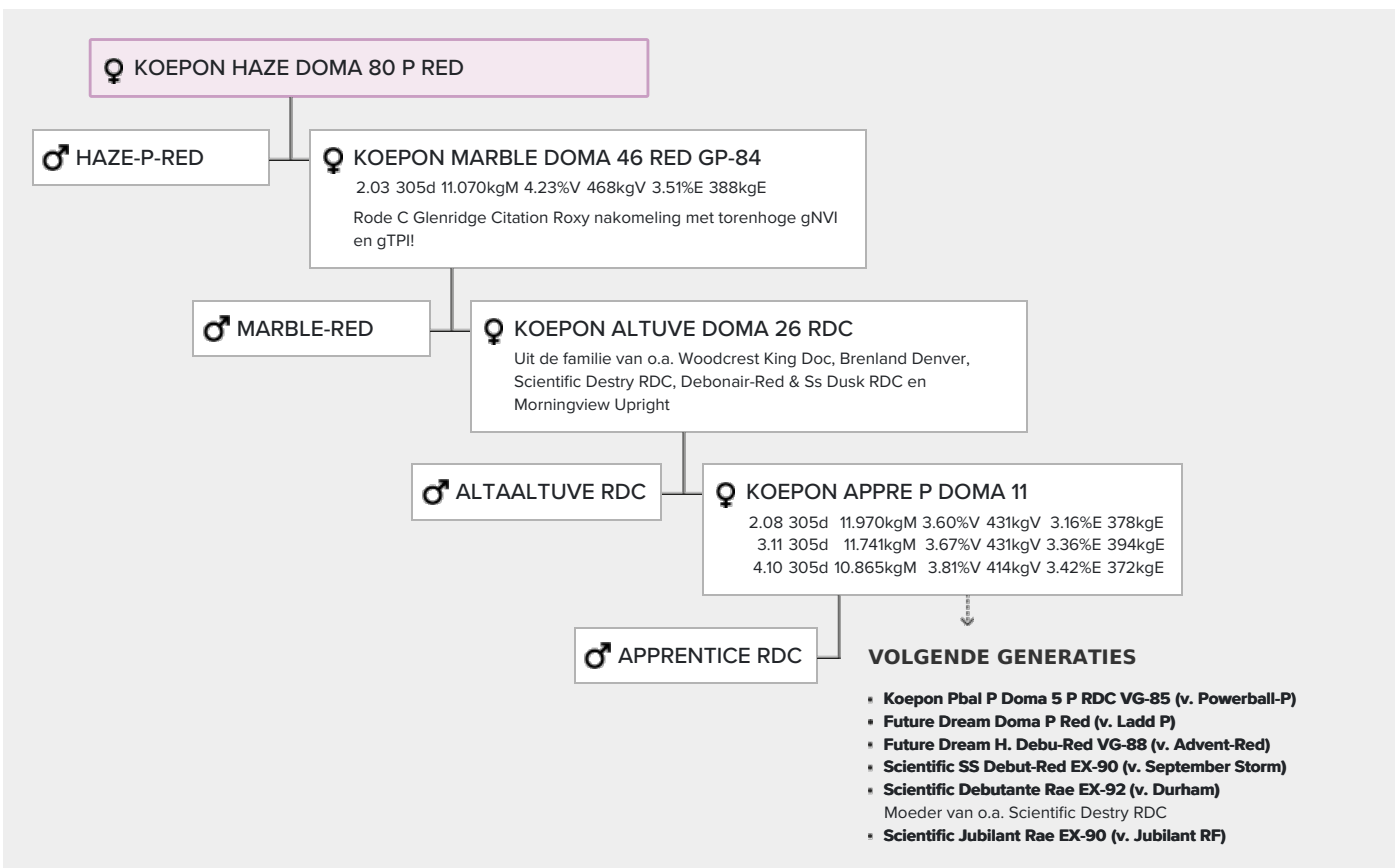 KOEPON HAZE DOMA 80 P RED
HAZE-P-RED
KOEPON MARBLE DOMA 46 RED GP-84
2.03 305d 11.070kgM 4.23%V 468kgV 3.51%E 388kgE
Rode C Glenridge Citation Roxy nakomeling met torenhoge gNVI
en gTPI!
MARBLE-RED
KOEPON ALTUVE DOMA 26 RDC
Uit de familie van o.a. Woodcrest King Doc, Brenland Denver,
Scientific Destry RDC, Debonair-Red & Ss Dusk RDC en
Morningview Upright
ALTAALTUVE RDC
KOEPON APPRE P DOMA 11
2.08 305d 11.970kgM 3.60%V 431kgV 3.16%E 378kgE
3.11 305d 11.741kgM 3.67%V 431kgV 3.36%E 394kgE
4.10 305d 10.865kgM 3.81%V 414kgV 3.42%E 372kgE
APPRENTICE RDC
VOLGENDE GENERATIES
▪ Koepon Pbal P Doma 5 P RDC VG-85 (v. Powerball-P)
▪ Future Dream Doma P Red (v. Ladd P)
▪ Future Dream H. Debu-Red VG-88 (v. Advent-Red)
▪ Scientific SS Debut-Red EX-90 (v. September Storm)
▪ Scientific Debutante Rae EX-92 (v. Durham)
Moeder van o.a. Scientific Destry RDC
▪ Scientific Jubilant Rae EX-90 (v. Jubilant RF)